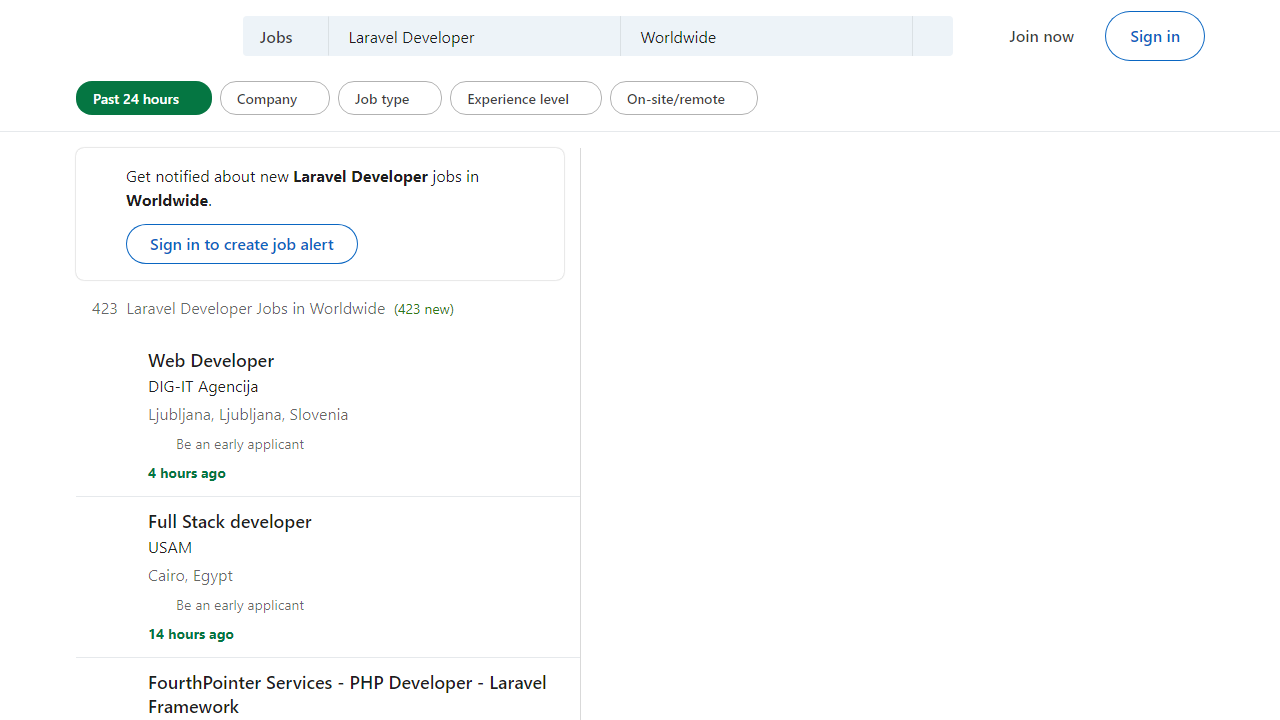 Jobs
Laravel Developer
Worldwide
Join now
Sign in
Past 24 hours
Company
Job type
Experience level
On-site/remote
Get notified about new Laravel Developer jobs in
Worldwide.
Sign in to create job alert
423 Laravel Developer Jobs in Worldwide (423 new)
Web Developer
DIG-IT Agencija
Ljubljana, Ljubljana, Slovenia
Be an early applicant
4 hours ago
Full Stack developer
USAM
Cairo, Egypt
Be an early applicant
14 hours ago
FourthPointer Services - PHP Developer - Laravel
Framework